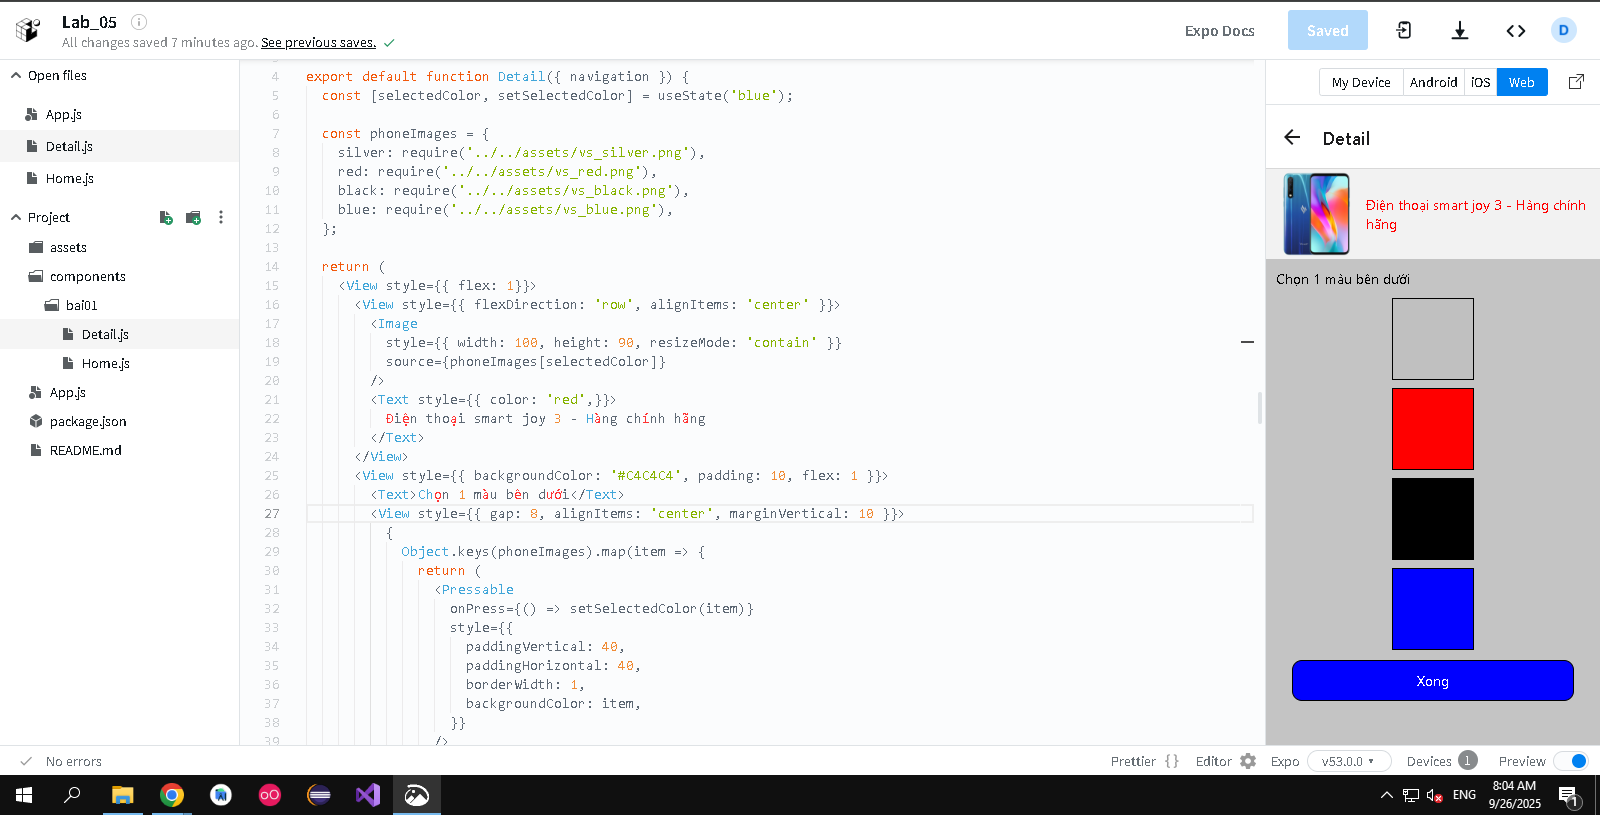 Lab_05
All changes saved 7 minutes ago. See previous saves.
Expo Docs
Saved
D
Open files
App.js
Detail.js
Home.js
Project
assets
components
bai01
Detail.js
Home.js
App.js
package.json
README.md
4 export default function Detail({ navigation }) {
5 const [selectedColor, setSelectedColor] = useState('blue');
6
7 const phoneImages = {
8 silver: require('../../assets/vs_silver.png'),
9 red: require('../../assets/vs_red.png'),
10 black: require('../../assets/vs_black.png'),
11 blue: require('../../assets/vs_blue.png'),
12 };
13
14 return (
15 <View style={{ flex: 1}}>
16 <View style={{ flexDirection: 'row', alignItems: 'center' }}>
17 <Image
18 style={{ width: 100, height: 90, resizeMode: 'contain' }}
19 source={phoneImages[selectedColor]}
20 />
21 <Text style={{ color: 'red',}}>
22 Điện thoại smart joy 3 - Hàng chính hãng
23 </Text>
24 </View>
25 <View style={{ backgroundColor: '#C4C4C4', padding: 10, flex: 1 }}>
26 <Text>Chọn 1 màu bên dưới</Text>
27 <View style={{ gap: 8, alignItems: 'center', marginVertical: 10 }}>
28 {
29 Object.keys(phoneImages).map(item => {
30 return (
31 <Pressable
32 onPress={() => setSelectedColor(item)}
33 style={{
34 paddingVertical: 40,
35 paddingHorizontal: 40,
36 borderWidth: 1,
37 backgroundColor: item,
38 }}
39 />
My Device
Android
iOS
Web
Detail
Điện thoại smart joy 3 - Hàng chính
hãng
Chọn 1 màu bên dưới
Xong
No errors
Prettier {}
Editor
Expo
v53.0.0
Devices
1
Preview
ENG
8:04 AM
9/26/2025
1